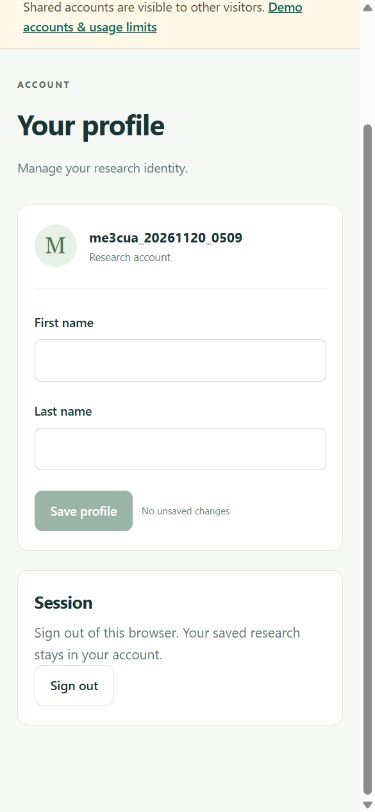 Shared accounts are visible to other visitors. Demo
accounts & usage limits
ACCOUNT
Your profile
Manage your research identity.
M
me3cua_20261120_0509
Research account
First name
Last name
Save profile
No unsaved changes
Session
Sign out of this browser. Your saved research
stays in your account.
Sign out